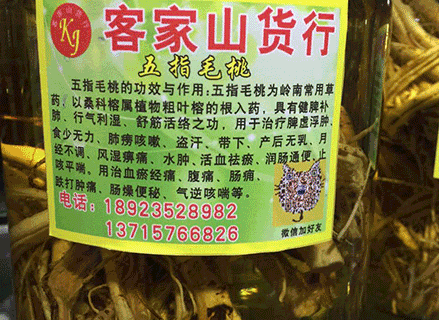 客家山货行
KJ
五指毛桃
五指毛桃的功效与作用:五指毛桃为岭南常用草
药，以桑科榕属植物粗叶榕的根入药，具有健脾补
肺、行气利湿、舒筋活络之功，用于治疗脾虚浮肿、
食少无力、肺痨咳嗽、盗汗、带下、产后无乳、月
经不调、风湿痹痛、水肿、活血祛瘀、润肠通便、止
咳平喘。用治血瘀经痛、腹痛、肠痈、
跌打肿痛、肠燥便秘、气逆咳喘等。
电话: 18923528982
13715766826
微信加好友